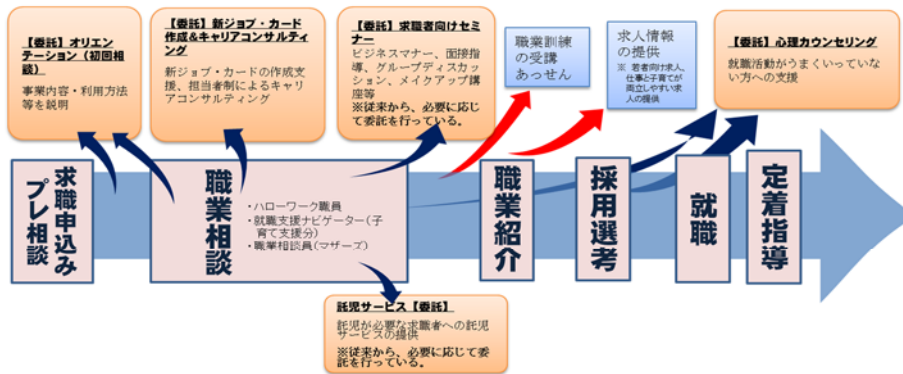 【委託】オリエン
テーション（初回相
談）
事業内容・利用方法
等を説明
【委託】新ジョブ・カード
作成&キャリアコンサルティ
ング
新ジョブ・カードの作成支
援、担当者制によるキャリ
アコンサルティング
【委託】求職者向けセミ
ナー
ビジネスマナー、面接指
導、グループディスカッ
ション、メイクアップ講
座等
※従来から、必要に応じ
て委託を行っている。
職業訓練
の受講
あっせん
求人情報
の提供
※ 若者向け求人、
仕事と子育てが
両立しやすい求
人の提供
【委託】心理カウンセリング
就職活動がうまくいってい
ない方への支援
求職申込み
プレ相談
職業相談
・ハローワーク職員
・就職支援ナビゲーター（子
育て支援分）
・職業相談員（マザーズ）
職業紹介
採用選考
就職
定着指導
託児サービス【委託】
託児が必要な求職者への託児
サービスの提供
※従来から、必要に応じて委
託を行っている。